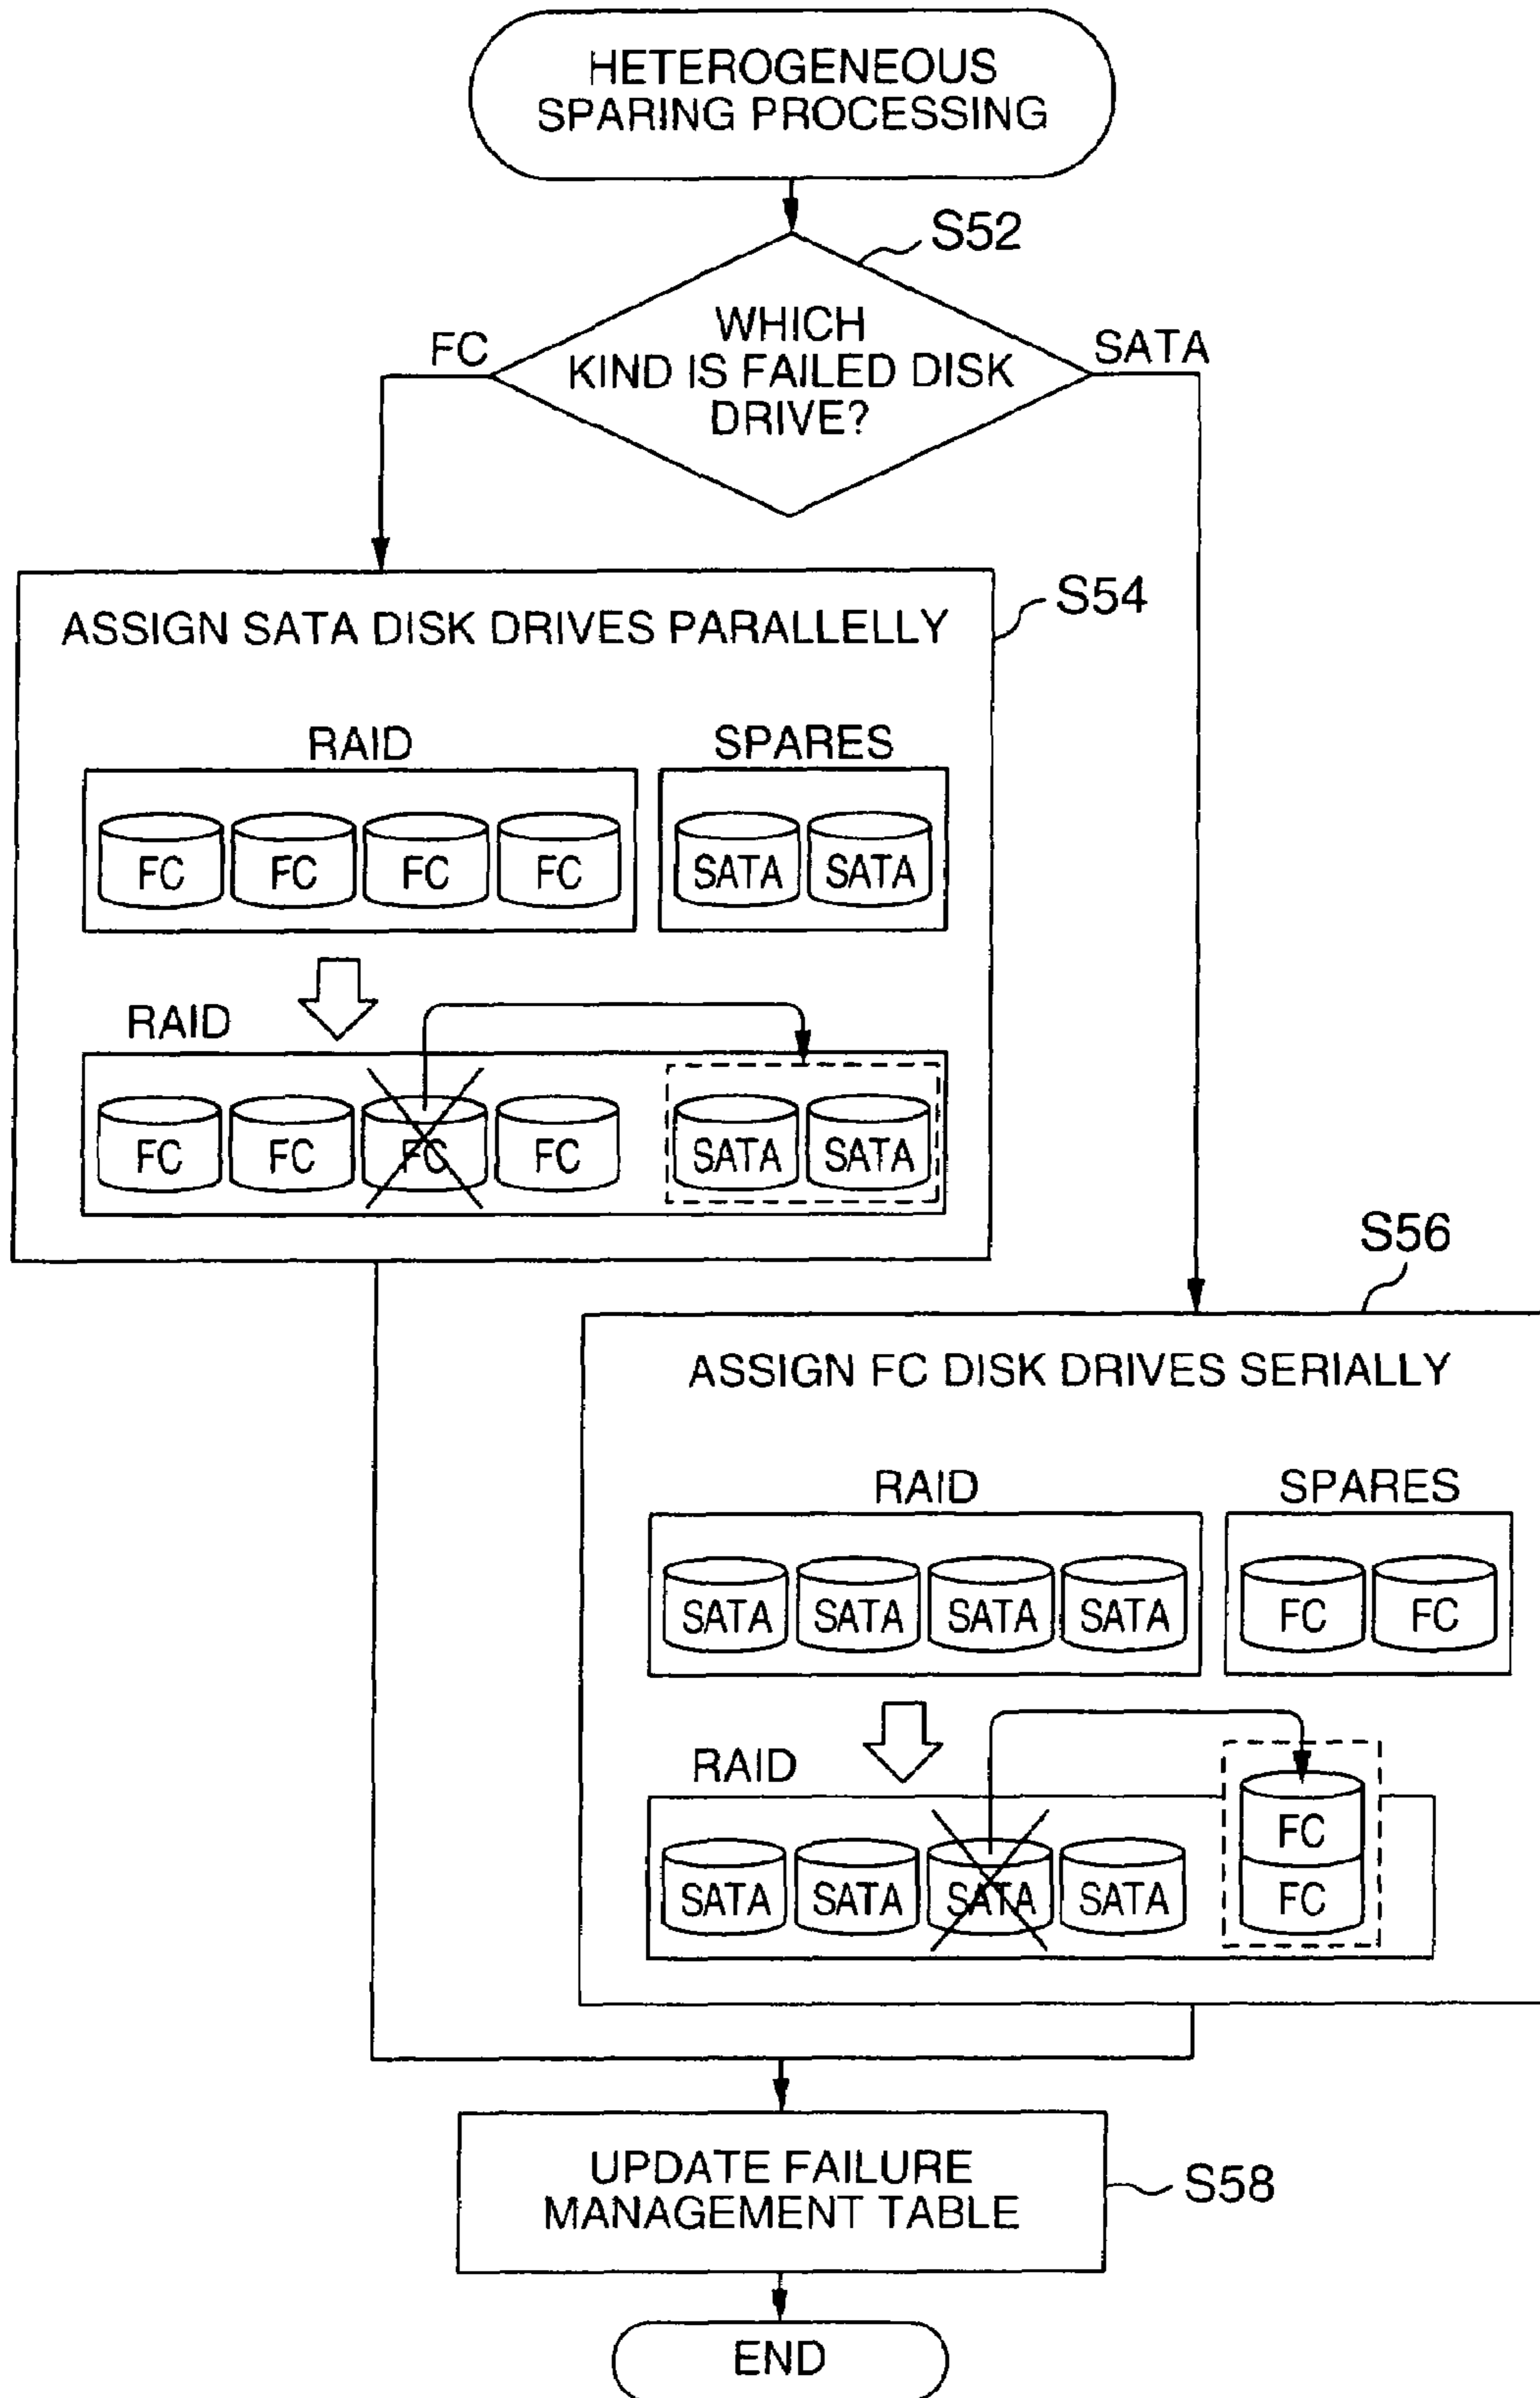 HETEROGENEOUS
SPARING PROCESSING
S52
FC
WHICH
KIND IS FAILED DISK
DRIVE?
SATA
S54
ASSIGN SATA DISK DRIVES PARALLELLY
RAID
SPARES
FC FC FC FC SATA SATA
RAID
FC FC FC FC SATA SATA
S56
ASSIGN FC DISK DRIVES SERIALLY
RAID
SPARES
SATA SATA SATA SATA FC FC
RAID
FC
SATA SATA SATA SATA FC
UPDATE FAILURE
MANAGEMENT TABLE
S58
END